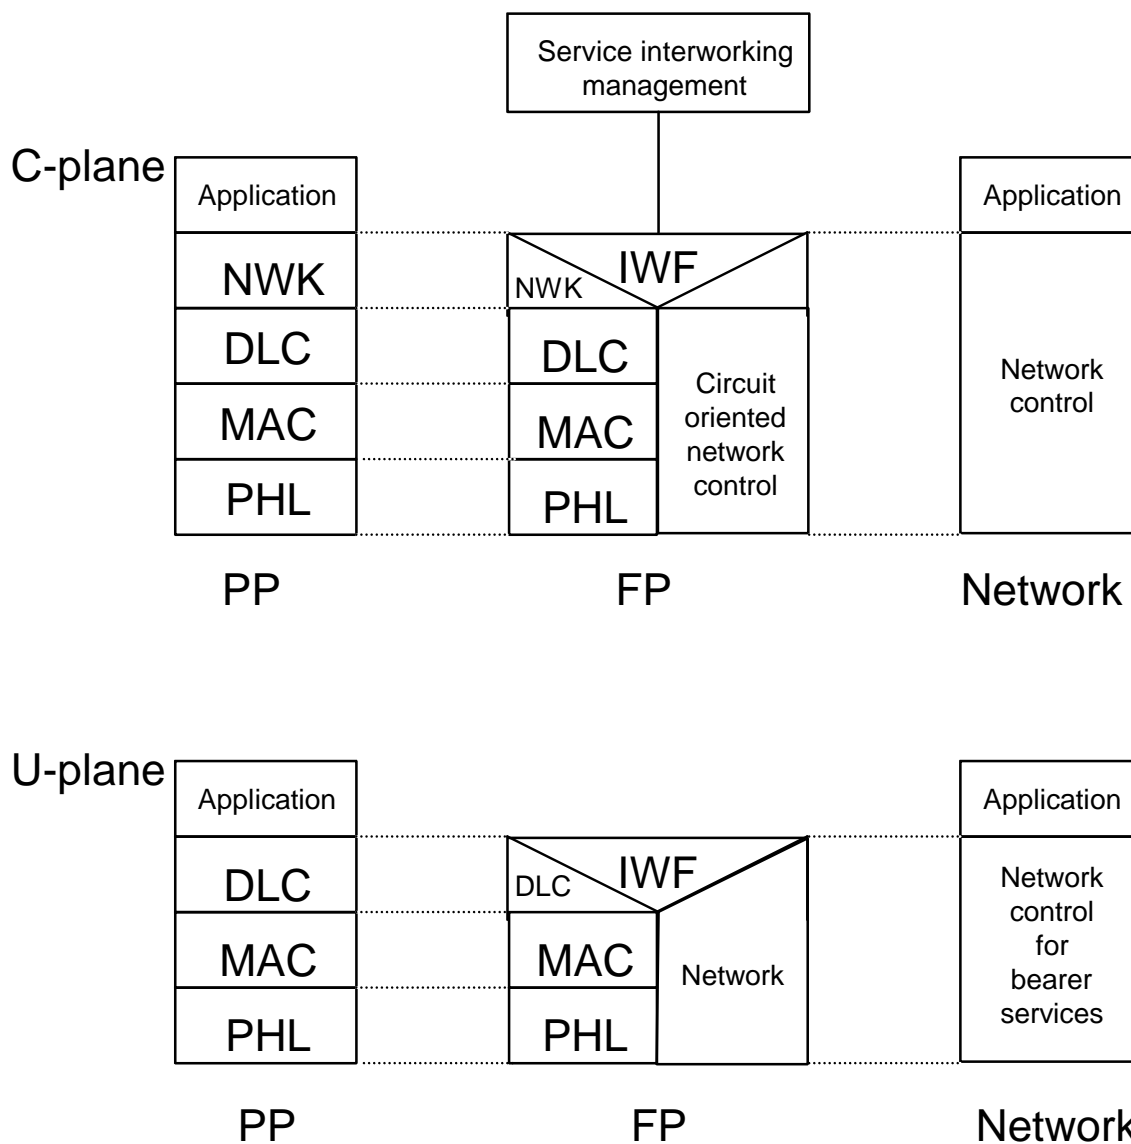 Service interworking
management
C-plane
Application
NWK
DLC
MAC
PHL
PP
IWF
NWK
DLC
MAC
PHL
Circuit
oriented
network
control
FP
Application
Network
control
Network
U-plane
Application
DLC
MAC
PHL
PP
IWF
DLC
MAC
PHL
Network
FP
Application
Network
control
for
bearer
services
Network